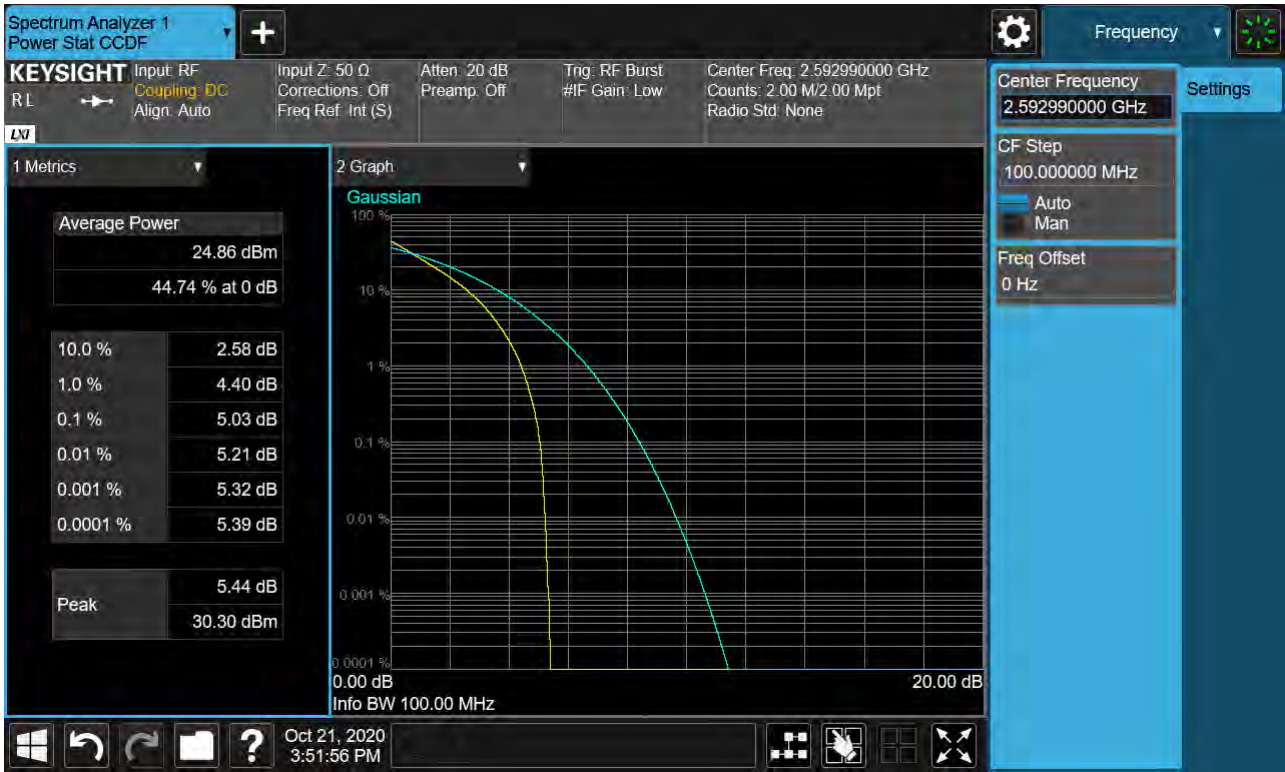 Spectrum Analyzer 1
Power Stat CCDF
+
Frequency
KEYSIGHT
RL
LXI
Input: RF
Coupling: DC
Align: Auto
Input Z: 50 Ω
Corrections: Off
Freq Ref: Int (S)
Atten: 20 dB
Preamp: Off
Trig: RF Burst
#IF Gain: Low
Center Freq: 2.592990000 GHz
Counts: 2.00 M/2.00 Mpt
Radio Std: None
Center Frequency
2.592990000 GHz
Settings
CF Step
100.000000 MHz
Auto
Man
Freq Offset
0 Hz
1 Metrics
Average Power
24.86 dBm
44.74 % at 0 dB
10.0 % 2.58 dB
1.0 % 4.40 dB
0.1 % 5.03 dB
0.01 % 5.21 dB
0.001 % 5.32 dB
0.0001 % 5.39 dB
Peak 5.44 dB
30.30 dBm
2 Graph
Gaussian
100 %
10 %
1 %
0.1 %
0.01 %
0.001 %
0.0001 %
0.00 dB 20.00 dB
Info BW 100.00 MHz
?
Oct 21, 2020
3:51:56 PM